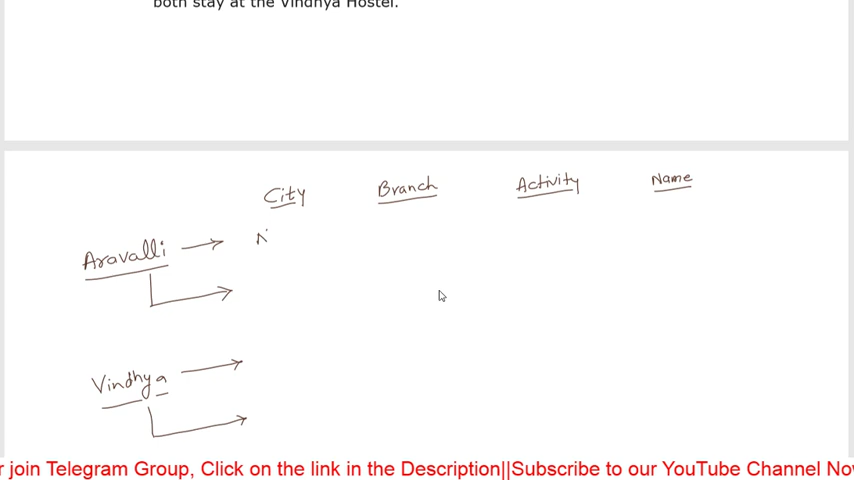 both stay at the Vindhya Hostel.
City Branch Activity Name
Aravalli
Vindhya
r join Telegram Group, Click on the link in the Description||Subscribe to our YouTube Channel No